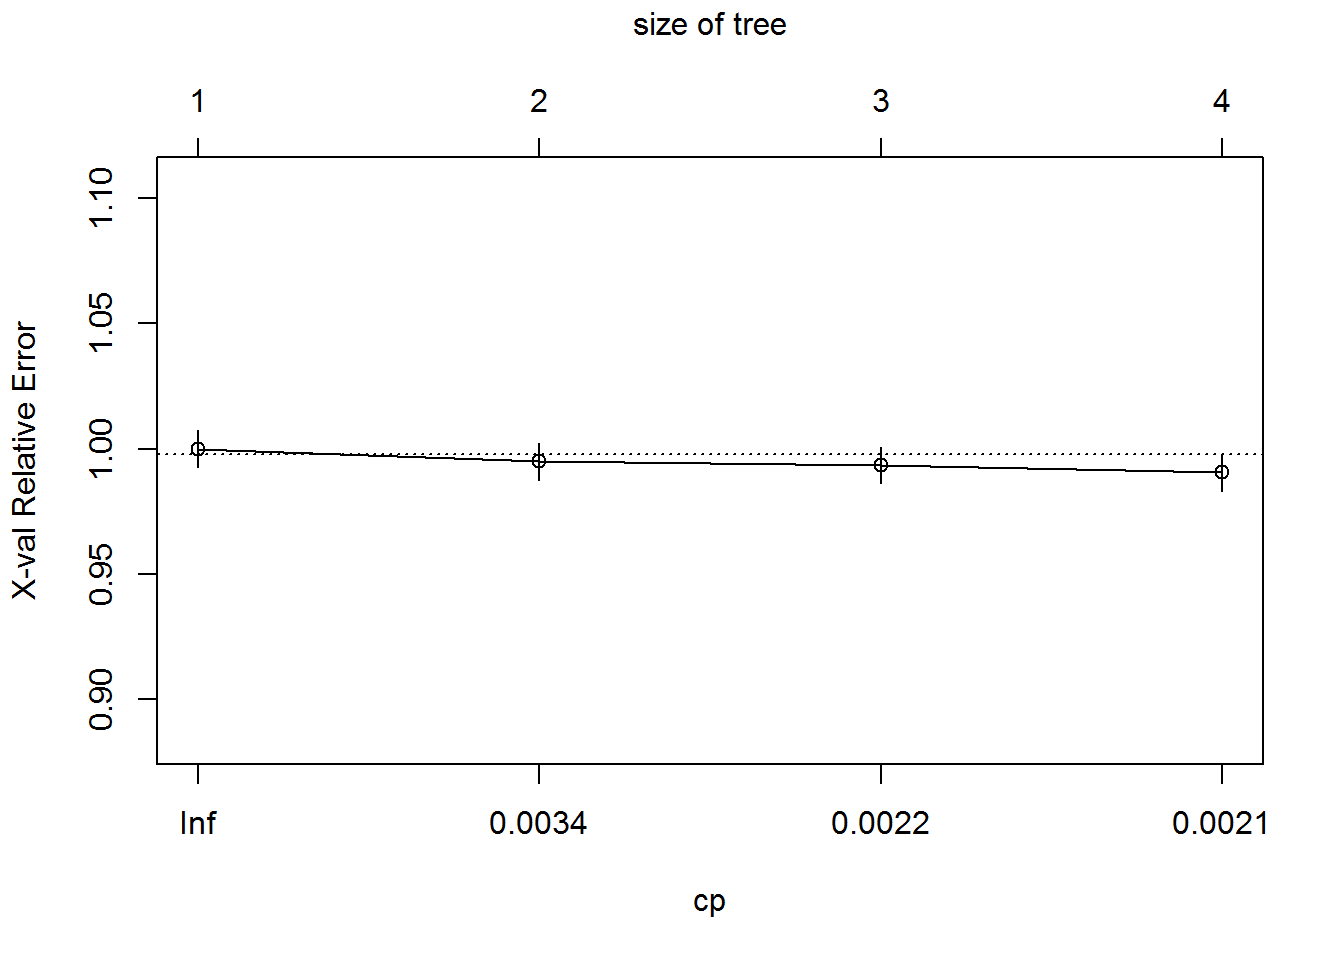 size of tree
1 2 3 4
1.10
1.05
1.00
0.95
0.90
X-val Relative Error
Inf 0.0034 0.0022 0.0021
cp